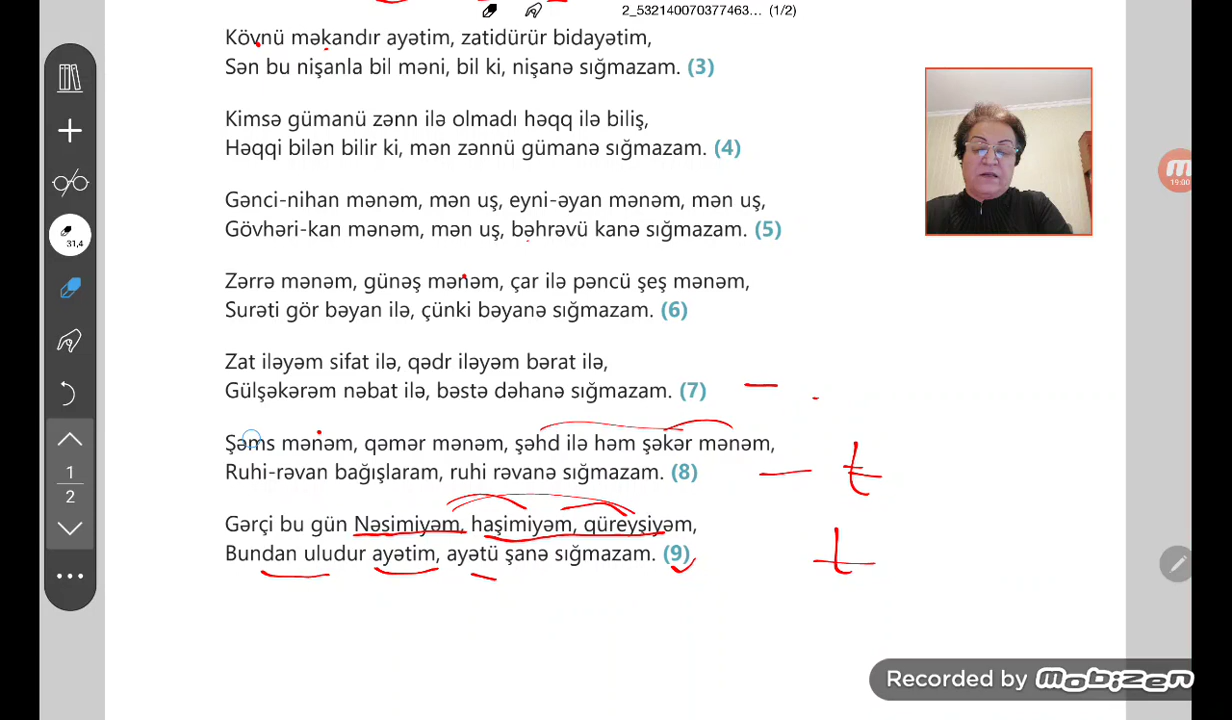 2_532140070377463... (1/2)
Kövnü məkandır ayətim, zatidürür bidayətim,
Sən bu nişanla bil məni, bil ki, nişanə sığmazam. (3)
Kimsə gümanü zənn ilə olmadı həqq ilə biliş,
Həqqi bilən bilir ki, mən zənnü gümanə sığmazam. (4)
Gənci-nihan mənəm, mən uş, eyni-əyan mənəm, mən uş,
Gövhəri-kan mənəm, mən uş, bəhrəvü kanə sığmazam. (5)
Zərrə mənəm, günəş mənəm, çar ilə pəncü şeş mənəm,
Surəti gör bəyan ilə, çünki bəyanə sığmazam. (6)
Zat iləyəm sifat ilə, qədr iləyəm bərat ilə,
Gülşəkərəm nəbat ilə, bəstə dəhanə sığmazam. (7)
Şəms mənəm, qəmər mənəm, şəhd ilə həm şəkər mənəm,
Ruhi-rəvan bağışlaram, ruhi rəvanə sığmazam. (8)
t
Gərçi bu gün Nəsimiyəm, haşimiyəm, qüreyşiyəm,
Bundan uludur ayətim, ayətü şanə sığmazam. (9)
t
31,4
1
2
19:00
Recorded by mobizen